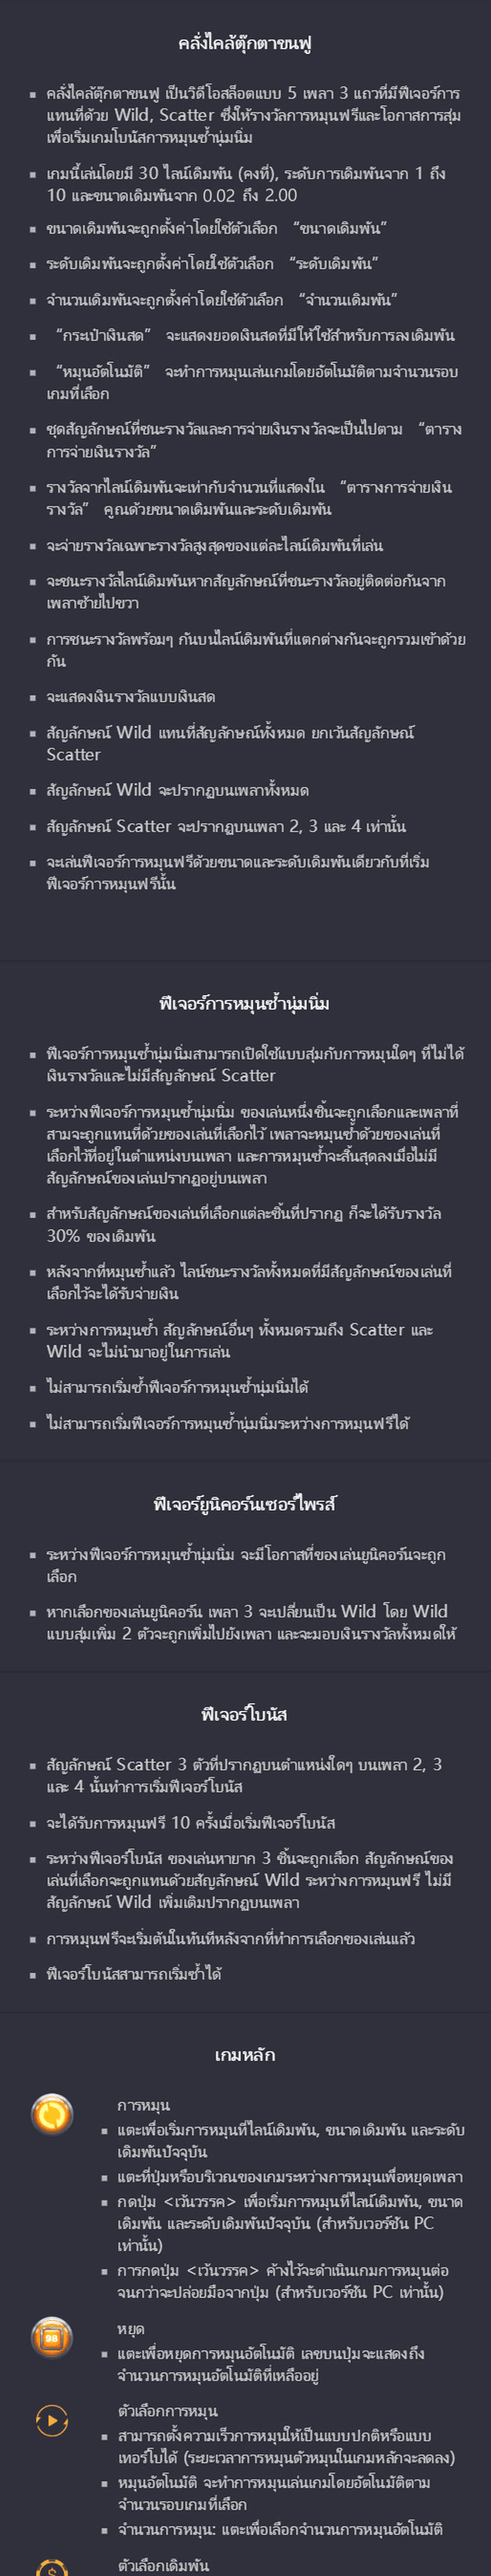 คลั่งไคล้ตุ๊กตาขนฟู
คลั่งไคล้ตุ๊กตาขนฟู เป็นวิดีโอสล็อตแบบ 5 เพลา 3 แถวที่มีฟีเจอร์การ
แทนที่ด้วย Wild, Scatter ซึ่งให้รางวัลการหมุนฟรีและโอกาสการสุ่ม
เพื่อเริ่มเกมโบนัสการหมุนซ้ำนุ่มนิ่ม
เกมนี้เล่นโดยมี 30 ไลน์เดิมพัน (คงที่), ระดับการเดิมพันจาก 1 ถึง
10 และขนาดเดิมพันจาก 0.02 ถึง 2.00
ขนาดเดิมพันจะถูกตั้งค่าโดยใช้ตัวเลือก “ขนาดเดิมพัน”
ระดับเดิมพันจะถูกตั้งค่าโดยใช้ตัวเลือก “ระดับเดิมพัน”
จำนวนเดิมพันจะถูกตั้งค่าโดยใช้ตัวเลือก “จำนวนเดิมพัน”
“กระเป๋าเงินสด” จะแสดงยอดเงินสดที่มีให้ใช้สำหรับการลงเดิมพัน
“หมุนอัตโนมัติ” จะทำการหมุนเล่นเกมโดยอัตโนมัติตามจำนวนรอบ
เกมที่เลือก
ชุดสัญลักษณ์ที่ชนะรางวัลและการจ่ายเงินรางวัลจะเป็นไปตาม “ตาราง
การจ่ายเงินรางวัล”
รางวัลจากไลน์เดิมพันจะเท่ากับจำนวนที่แสดงใน “ตารางการจ่ายเงิน
รางวัล” คูณด้วยขนาดเดิมพันและระดับเดิมพัน
จะจ่ายรางวัลเฉพาะรางวัลสูงสุดของแต่ละไลน์เดิมพันที่เล่น
จะชนะรางวัลไลน์เดิมพันหากสัญลักษณ์ที่ชนะรางวัลอยู่ติดต่อกันจาก
เพลาซ้ายไปขวา
การชนะรางวัลพร้อมๆ กันบนไลน์เดิมพันที่แตกต่างกันจะถูกรวมเข้าด้วย
กัน
จะแสดงเงินรางวัลแบบเงินสด
สัญลักษณ์ Wild แทนที่สัญลักษณ์ทั้งหมด ยกเว้นสัญลักษณ์
Scatter
สัญลักษณ์ Wild จะปรากฏบนเพลาทั้งหมด
สัญลักษณ์ Scatter จะปรากฏบนเพลา 2, 3 และ 4 เท่านั้น
จะเล่นฟีเจอร์การหมุนฟรีด้วยขนาดและระดับเดิมพันเดียวกับที่เริ่ม
ฟีเจอร์การหมุนฟรีนั้น
ฟีเจอร์การหมุนซ้ำนุ่มนิ่ม
ฟีเจอร์การหมุนซ้ำนุ่มนิ่มสามารถเปิดใช้แบบสุ่มกับการหมุนใดๆ ที่ไม่ได้
เงินรางวัลและไม่มีสัญลักษณ์ Scatter
ระหว่างฟีเจอร์การหมุนซ้ำนุ่มนิ่ม ของเล่นหนึ่งชิ้นจะถูกเลือกและเพลาที่
สามจะถูกแทนที่ด้วยของเล่นที่เลือกไว้ เพลาจะหมุนซ้ำด้วยของเล่นที่
เลือกไว้ที่อยู่ในตำแหน่งบนเพลา และการหมุนซ้ำจะสิ้นสุดลงเมื่อไม่มี
สัญลักษณ์ของเล่นปรากฏอยู่บนเพลา
สำหรับสัญลักษณ์ของเล่นที่เลือกแต่ละชิ้นที่ปรากฏ ก็จะได้รับรางวัล
30% ของเดิมพัน
หลังจากที่หมุนซ้ำแล้ว ไลน์ชนะรางวัลทั้งหมดที่มีสัญลักษณ์ของเล่นที่
เลือกไว้จะได้รับจ่ายเงิน
ระหว่างการหมุนซ้ำ สัญลักษณ์อื่นๆ ทั้งหมดรวมถึง Scatter และ
Wild จะไม่นำมาอยู่ในการเล่น
ไม่สามารถเริ่มซ้ำฟีเจอร์การหมุนซ้ำนุ่มนิ่มได้
ไม่สามารถเริ่มฟีเจอร์การหมุนซ้ำนุ่มนิ่มระหว่างการหมุนฟรีได้
ฟีเจอร์ยูนิคอร์นเซอร์ไพรส์
ระหว่างฟีเจอร์การหมุนซ้ำนุ่มนิ่ม จะมีโอกาสที่ของเล่นยูนิคอร์นจะถูก
เลือก
หากเลือกของเล่นยูนิคอร์น เพลา 3 จะเปลี่ยนเป็น Wild โดย Wild
แบบสุ่มเพิ่ม 2 ตัวจะถูกเพิ่มไปยังเพลา และจะมอบเงินรางวัลทั้งหมดให้
ฟีเจอร์โบนัส
สัญลักษณ์ Scatter 3 ตัวที่ปรากฏบนตำแหน่งใดๆ บนเพลา 2, 3
และ 4 นั้นทำการเริ่มฟีเจอร์โบนัส
จะได้รับการหมุนฟรี 10 ครั้งเมื่อเริ่มฟีเจอร์โบนัส
ระหว่างฟีเจอร์โบนัส ของเล่นหายาก 3 ชิ้นจะถูกเลือก สัญลักษณ์ของ
เล่นที่เลือกจะถูกแทนด้วยสัญลักษณ์ Wild ระหว่างการหมุนฟรี ไม่มี
สัญลักษณ์ Wild เพิ่มเติมปรากฏบนเพลา
การหมุนฟรีจะเริ่มต้นในทันทีหลังจากที่ทำการเลือกของเล่นแล้ว
ฟีเจอร์โบนัสสามารถเริ่มซ้ำได้
เกมหลัก
การหมุน
แตะเพื่อเริ่มการหมุนที่ไลน์เดิมพัน, ขนาดเดิมพัน และระดับ
เดิมพันปัจจุบัน
แตะที่ปุ่มหรือบริเวณของเกมระหว่างการหมุนเพื่อหยุดเพลา
กดปุ่ม <เว้นวรรค> เพื่อเริ่มการหมุนที่ไลน์เดิมพัน, ขนาด
เดิมพัน และระดับเดิมพันปัจจุบัน (สำหรับเวอร์ชัน PC
เท่านั้น)
การกดปุ่ม <เว้นวรรค> ค้างไว้จะดำเนินเกมการหมุนต่อ
จนกว่าจะปล่อยมือจากปุ่ม (สำหรับเวอร์ชัน PC เท่านั้น)
98
หยุด
แตะเพื่อหยุดการหมุนอัตโนมัติ เลขบนปุ่มจะแสดงถึง
จำนวนการหมุนอัตโนมัติที่เหลืออยู่
ตัวเลือกการหมุน
สามารถตั้งความเร็วการหมุนให้เป็นแบบปกติหรือแบบ
เทอร์โบได้ (ระยะเวลาการหมุนตัวหมุนในเกมหลักจะลดลง)
หมุนอัตโนมัติ จะทำการหมุนเล่นเกมโดยอัตโนมัติตาม
จำนวนรอบเกมที่เลือก
จำนวนการหมุน: แตะเพื่อเลือกจำนวนการหมุนอัตโนมัติ
ตัวเลือกเดิมพัน